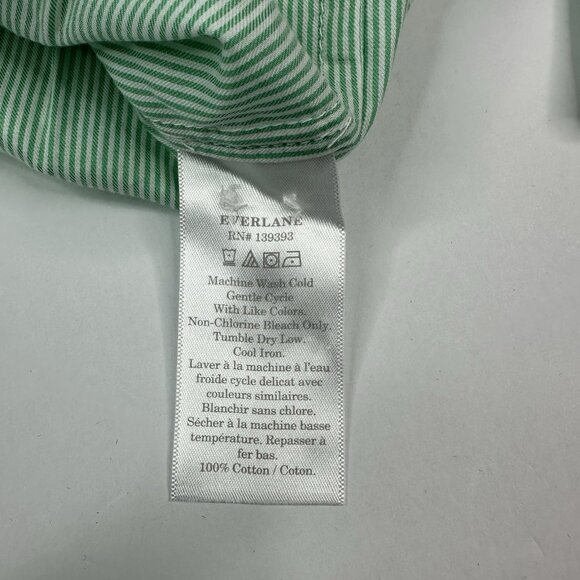 EVERLANE
RN# 139393
Machine Wash Cold
Gentle Cycle
With Like Colors.
Non-Chlorine Bleach Only.
Tumble Dry Low.
Cool Iron.
Laver à la machine à l'eau
froide cycle delicat avec
couleurs similaires.
Blanchir sans chlore.
Sécher à la machine basse
température. Repasser à
fer bas.
100% Cotton / Coton.